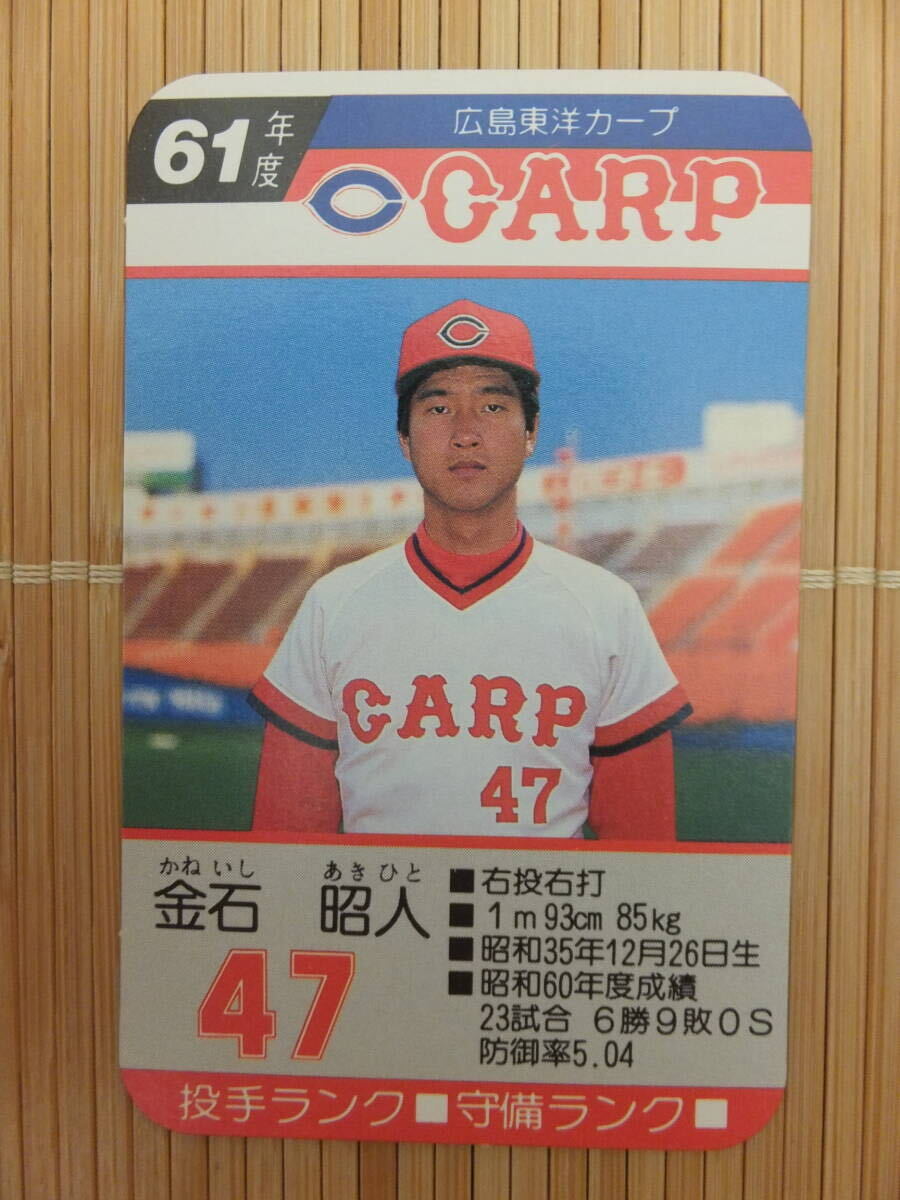 61年度
広島東洋カープ
C CARP
C
CARP
47
かねいし あきひと
金石 昭人
47
■右投右打
■1m93cm 85kg
■昭和35年12月26日生
■昭和60年度成績
23試合 6勝9敗0S
防御率5.04
投手ランク□守備ランク□